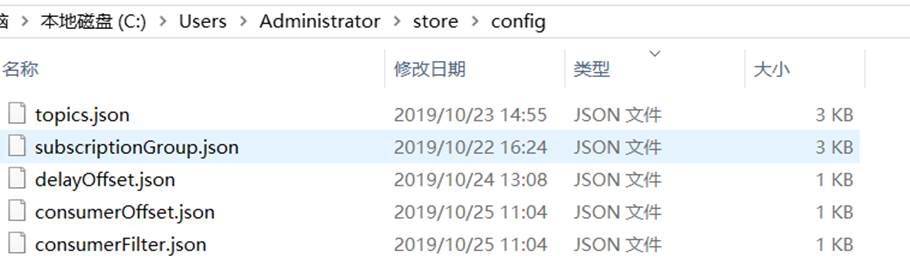 脑 > 本地磁盘 (C:) > Users > Administrator > store > config
名称 修改日期 类型 大小
topics.json 2019/10/23 14:55 JSON 文件 3 KB
subscriptionGroup.json 2019/10/22 16:24 JSON 文件 3 KB
delayOffset.json 2019/10/24 13:08 JSON 文件 1 KB
consumerOffset.json 2019/10/25 11:04 JSON 文件 1 KB
consumerFilter.json 2019/10/25 11:04 JSON 文件 1 KB